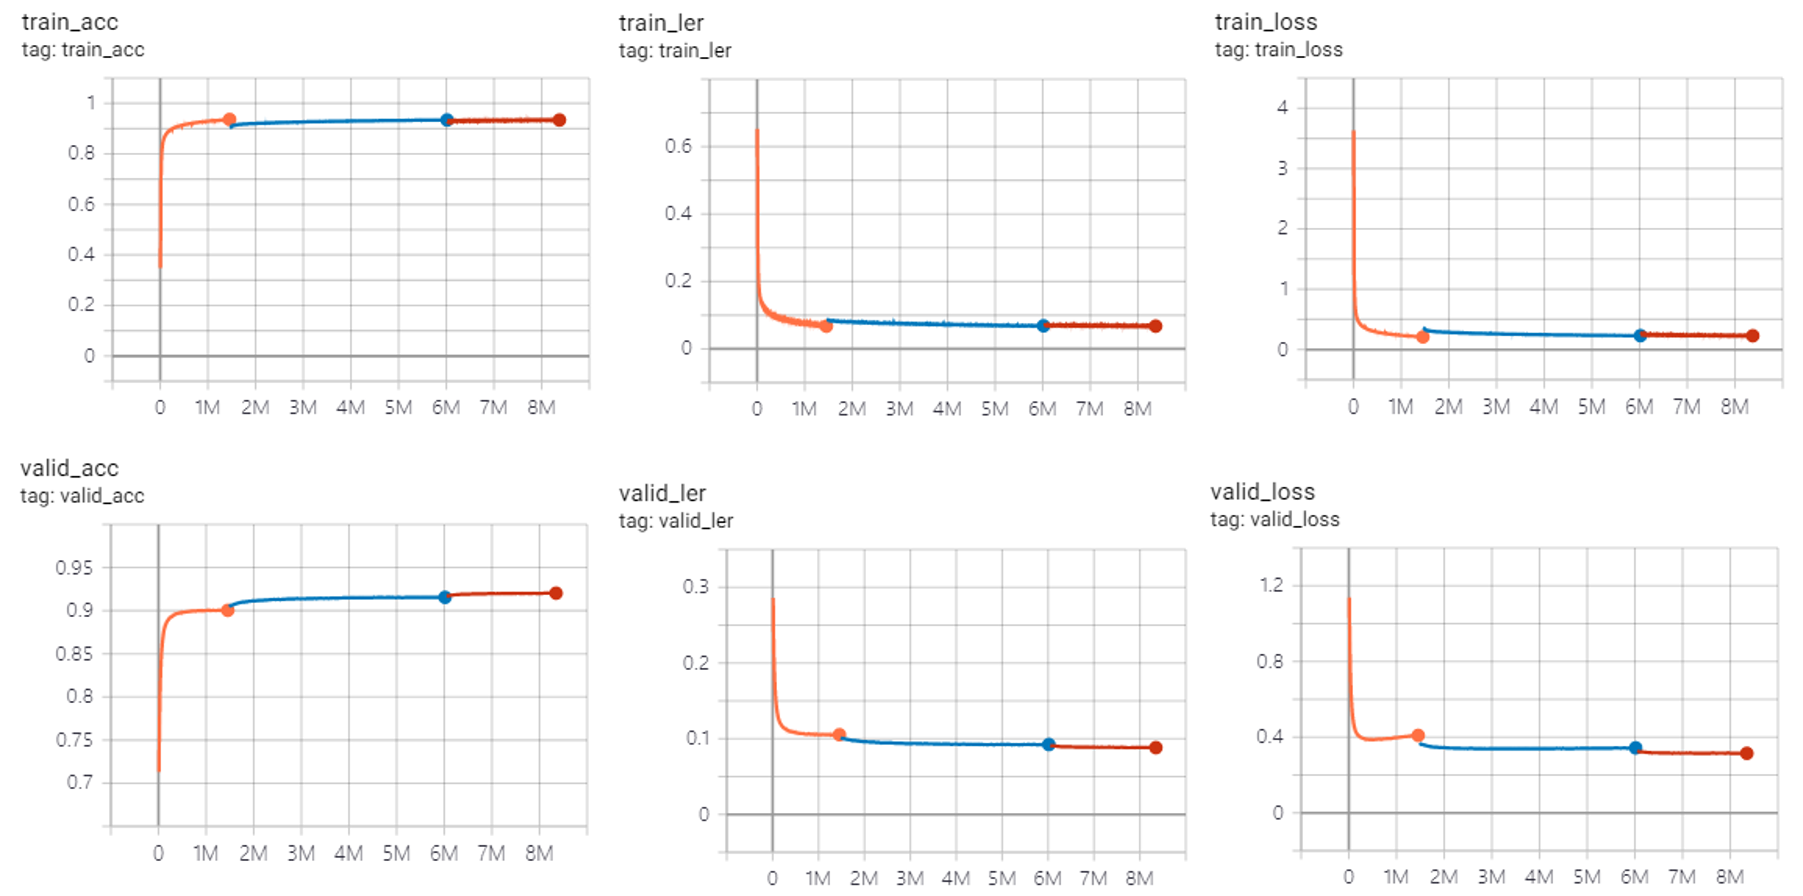 train_acc
tag: train_acc
1
0.8
0.6
0.4
0.2
0
0 1M 2M 3M 4M 5M 6M 7M 8M
train_ler
tag: train_ler
0.6
0.4
0.2
0
0 1M 2M 3M 4M 5M 6M 7M 8M
train_loss
tag: train_loss
4
3
2
1
0
0 1M 2M 3M 4M 5M 6M 7M 8M
valid_acc
tag: valid_acc
0.95
0.9
0.85
0.8
0.75
0.7
0 1M 2M 3M 4M 5M 6M 7M 8M
valid_ler
tag: valid_ler
0.3
0.2
0.1
0
0 1M 2M 3M 4M 5M 6M 7M 8M
valid_loss
tag: valid_loss
1.2
0.8
0.4
0
0 1M 2M 3M 4M 5M 6M 7M 8M